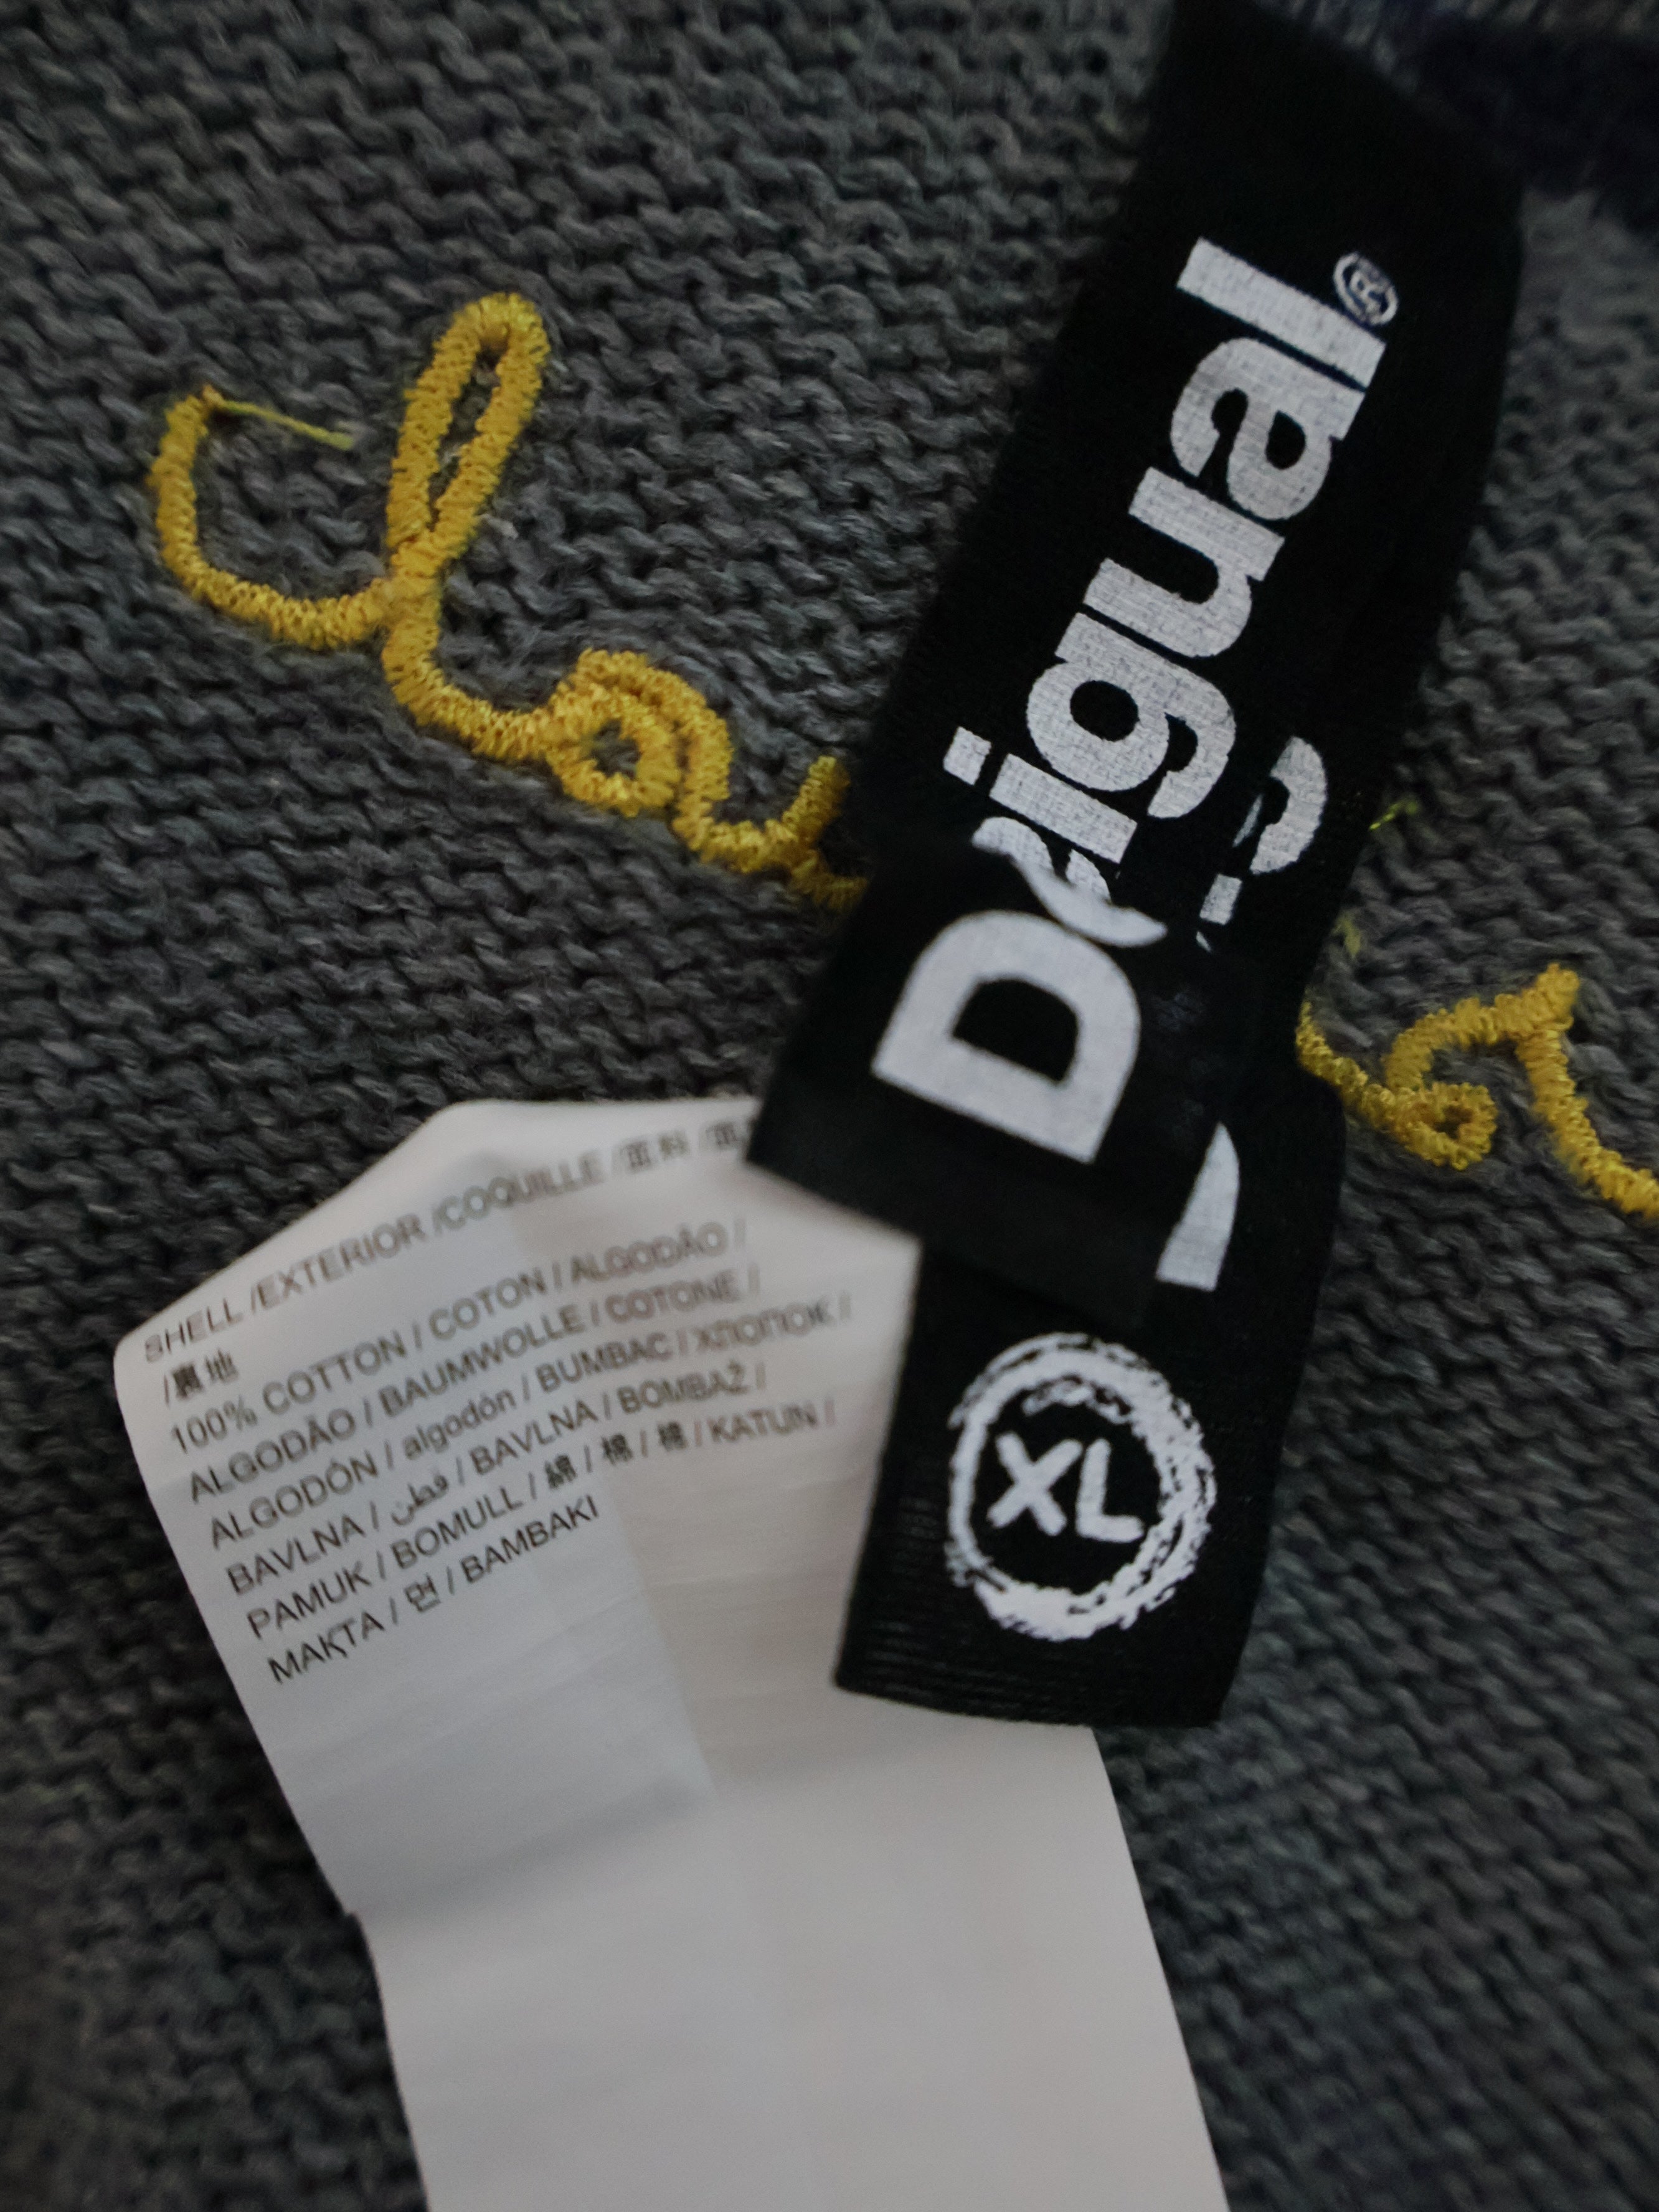 Desigual®
XL
SHELL /EXTERIOR /COQUILLE /面料
/裏地
100% COTTON / COTON / ALGODÃO /
ALGODÃO / BAUMWOLLE / COTONE /
ALGODÓN / algodón / BUMBAC / ХЛОПОК /
BAVLNA / قطن / BAVLNA / BOMBAŽ /
PAMUK / BOMULL / 綿 / 棉 / 棉 / KATUN /
МАҚТА / 면 / BAMBAKI